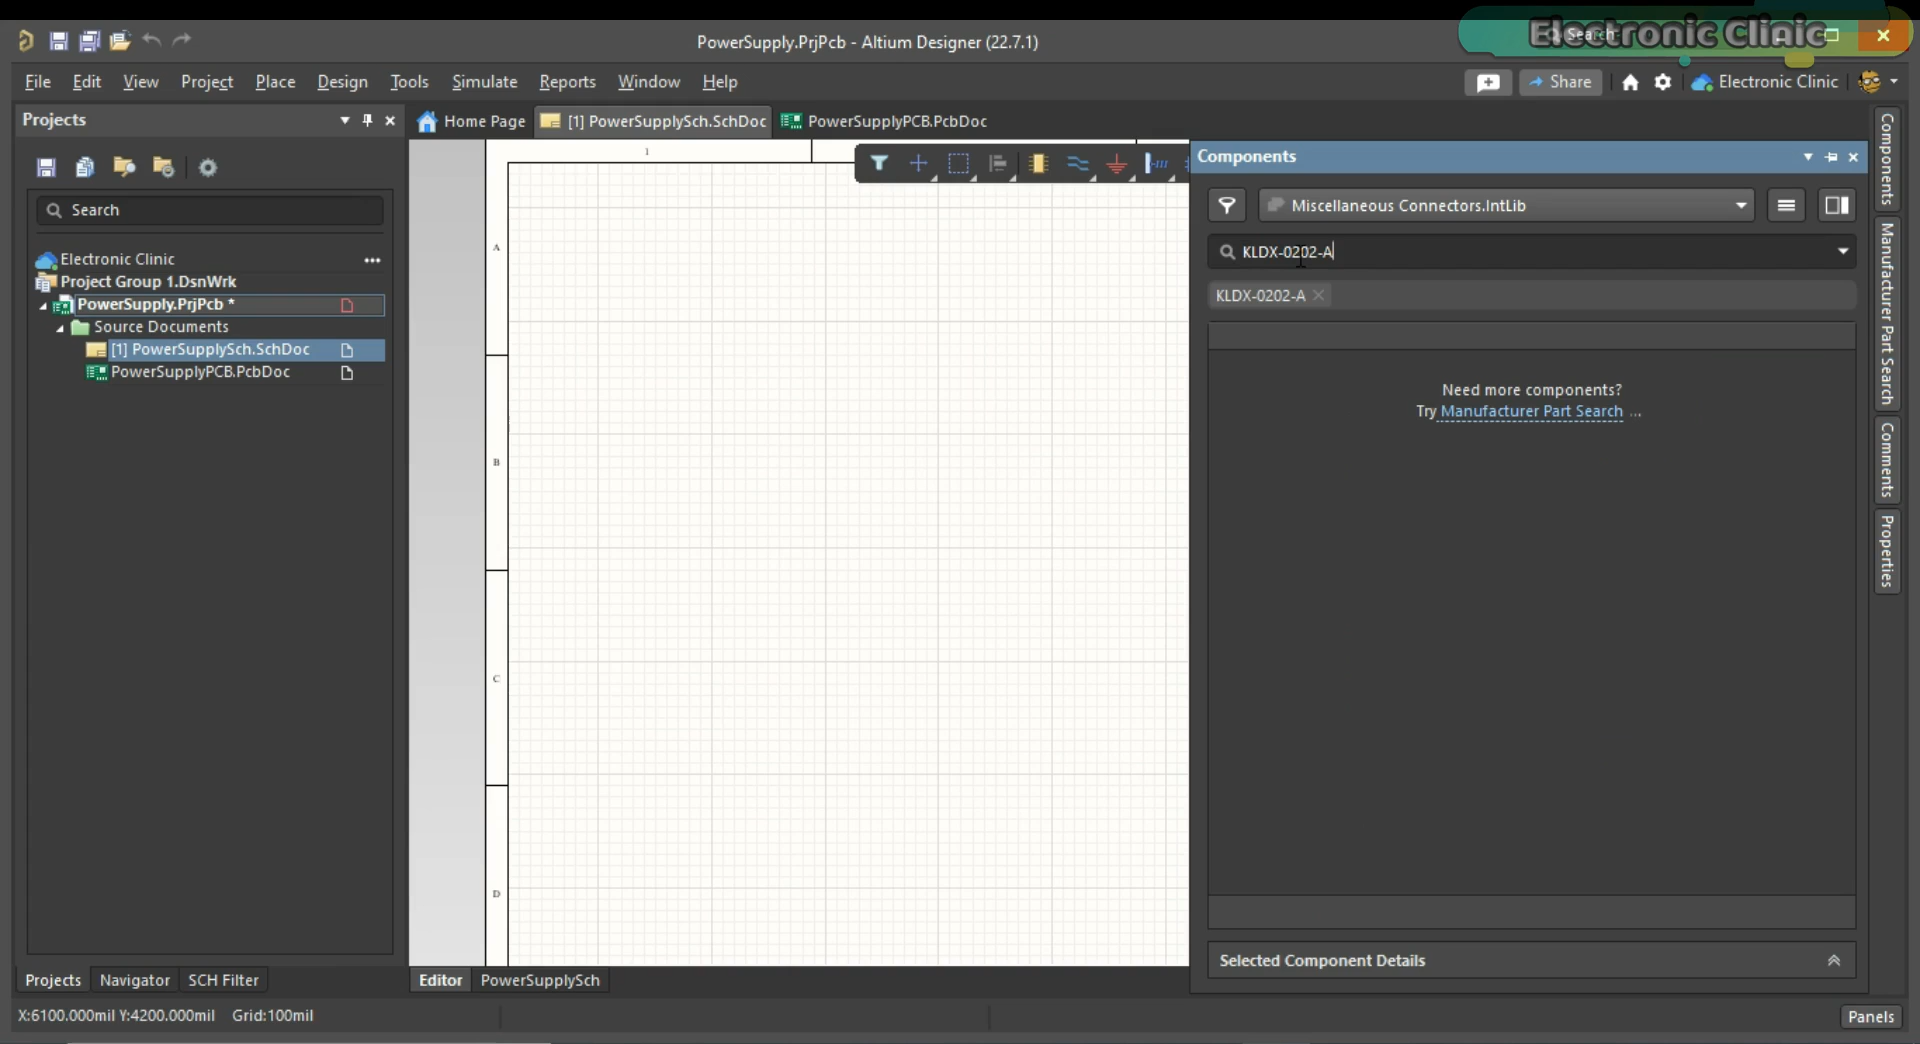 Electronic Clinic
Search
PowerSupply.PrjPcb - Altium Designer (22.7.1)
File Edit View Project Place Design Tools Simulate Reports Window Help
Share
Electronic Clinic
Projects
Home Page
[1] PowerSupplySch.SchDoc
PowerSupplyPCB.PcbDoc
Components
Search
Miscellaneous Connectors.IntLib
KLDX-0202-A
KLDX-0202-A
Electronic Clinic
Project Group 1.DsnWrk
PowerSupply.PrjPcb *
Source Documents
[1] PowerSupplySch.SchDoc
PowerSupplyPCB.PcbDoc
1
A
B
C
D
Need more components?
Try Manufacturer Part Search ...
Selected Component Details
Components
Manufacturer Part Search
Comments
Properties
Projects Navigator SCH Filter
Editor PowerSupplySch
X:6100.000mil Y:4200.000mil Grid:100mil
Panels